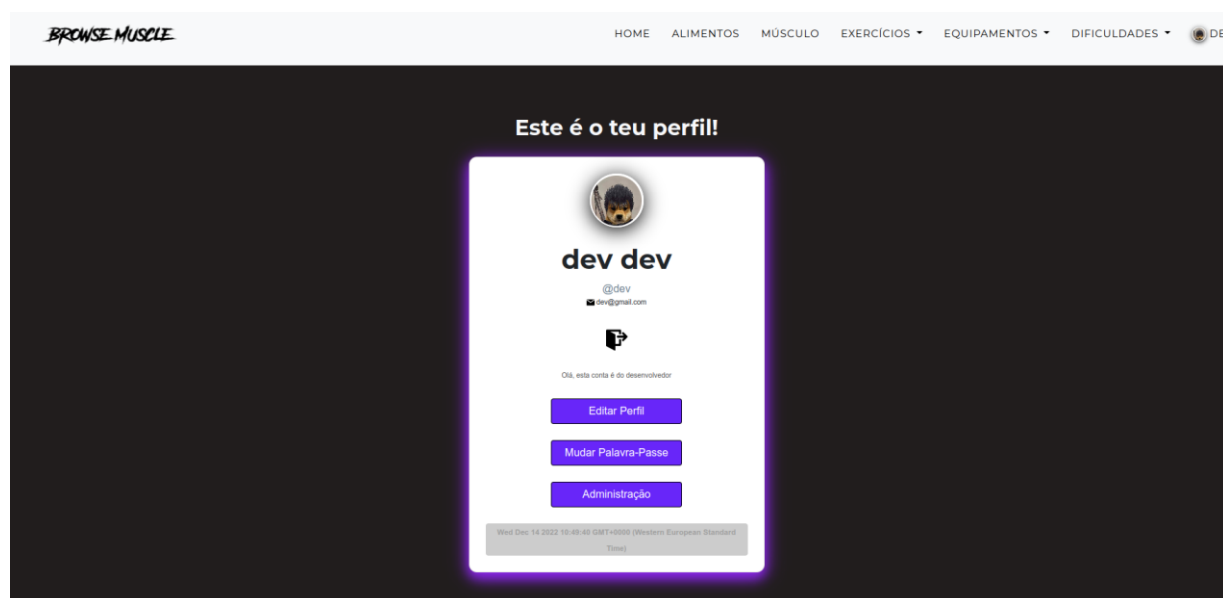 BROWSE MUSCLE
HOME ALIMENTOS MÚSCULO EXERCÍCIOS EQUIPAMENTOS DIFICULDADES DE
Este é o teu perfil!
dev dev
@dev
dev@gmail.com
Olá, esta conta é do desenvolvedor
Editar Perfil
Mudar Palavra-Passe
Administração
Wed Dec 14 2022 10:49:40 GMT+0000 (Western European Standard
Time)